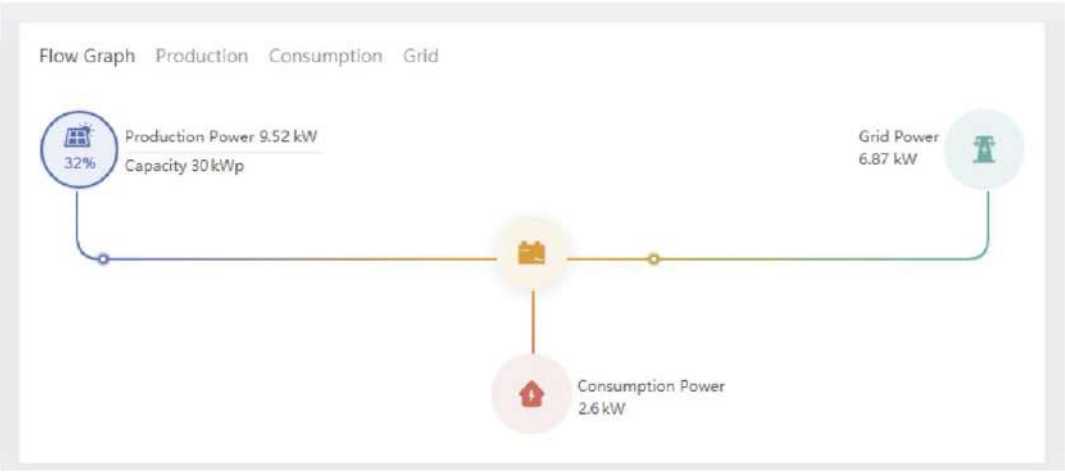 Flow Graph Production Consumption Grid
Production Power 9.52 kW
Capacity 30 kWp
32%
Grid Power
6.87 kW
Consumption Power
2.6 kW